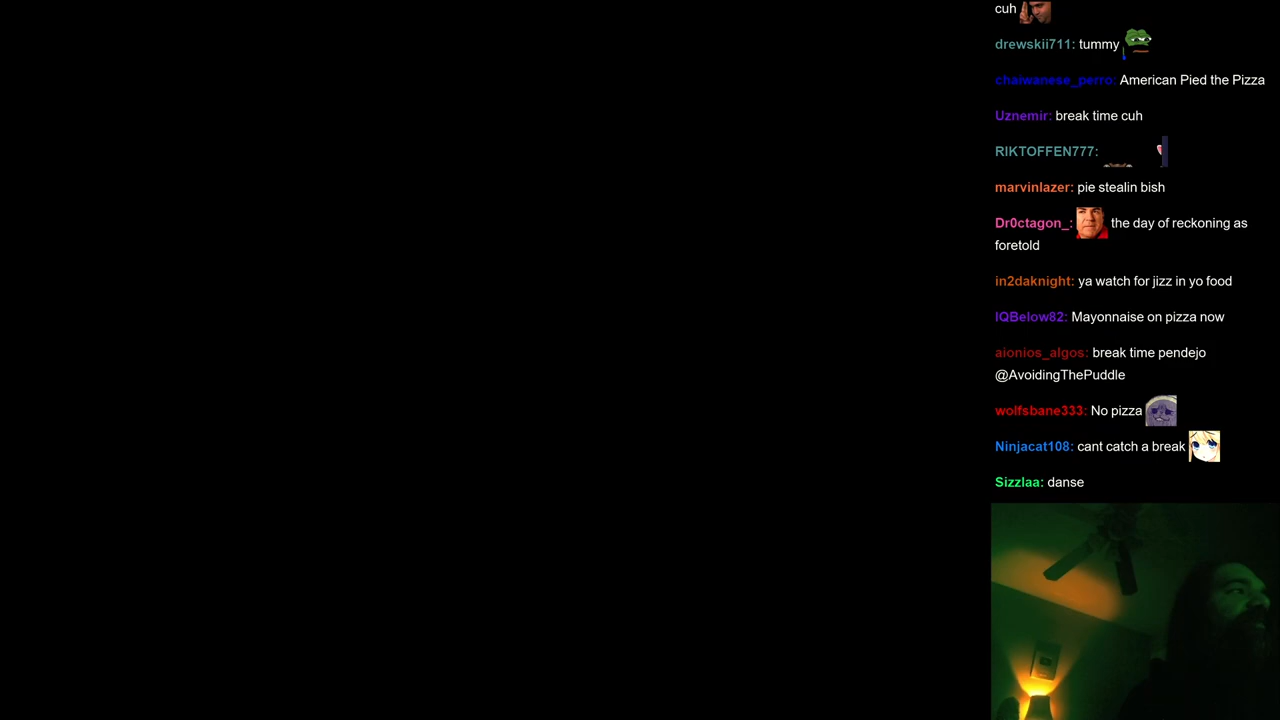 cuh
drewskii711: tummy
chaiwanese_perro: American Pied the Pizza
Uznemir: break time cuh
RIKTOFFEN777:
marvinlazer: pie stealin bish
Dr0ctagon_: the day of reckoning as
foretold
in2daknight: ya watch for jizz in yo food
IQBelow82: Mayonnaise on pizza now
aionios_algos: break time pendejo
@AvoidingThePuddle
wolfsbane333: No pizza
Ninjacat108: cant catch a break
Sizzlaa: danse